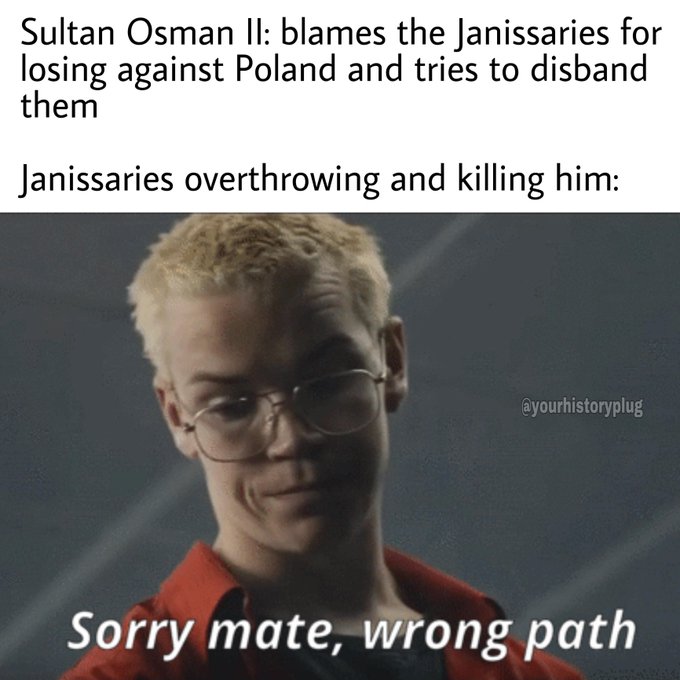 Sultan Osman II: blames the Janissaries for
losing against Poland and tries to disband
them
Janissaries overthrowing and killing him:
@yourhistoryplug
Sorry mate, wrong path